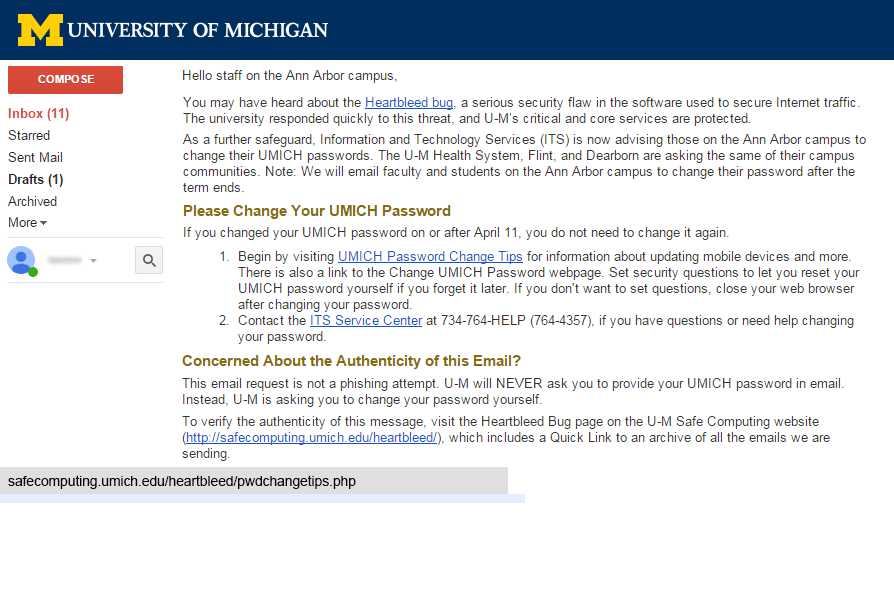 M UNIVERSITY OF MICHIGAN
COMPOSE
Inbox (11)
Starred
Sent Mail
Drafts (1)
Archived
More
Hello staff on the Ann Arbor campus,
You may have heard about the Heartbleed bug, a serious security flaw in the software used to secure Internet traffic.
The university responded quickly to this threat, and U-M's critical and core services are protected.
As a further safeguard, Information and Technology Services (ITS) is now advising those on the Ann Arbor campus to
change their UMICH passwords. The U-M Health System, Flint, and Dearborn are asking the same of their campus
communities. Note: We will email faculty and students on the Ann Arbor campus to change their password after the
term ends.
Please Change Your UMICH Password
If you changed your UMICH password on or after April 11, you do not need to change it again.
1. Begin by visiting UMICH Password Change Tips for information about updating mobile devices and more.
There is also a link to the Change UMICH Password webpage. Set security questions to let you reset your
UMICH password yourself if you forget it later. If you don't want to set questions, close your web browser
after changing your password.
2. Contact the ITS Service Center at 734-764-HELP (764-4357), if you have questions or need help changing
your password.
Concerned About the Authenticity of this Email?
This email request is not a phishing attempt. U-M will NEVER ask you to provide your UMICH password in email.
Instead, U-M is asking you to change your password yourself.
To verify the authenticity of this message, visit the Heartbleed Bug page on the U-M Safe Computing website
(http://safecomputing.umich.edu/heartbleed/), which includes a Quick Link to an archive of all the emails we are
sending.
safecomputing.umich.edu/heartbleed/pwdchangetips.php